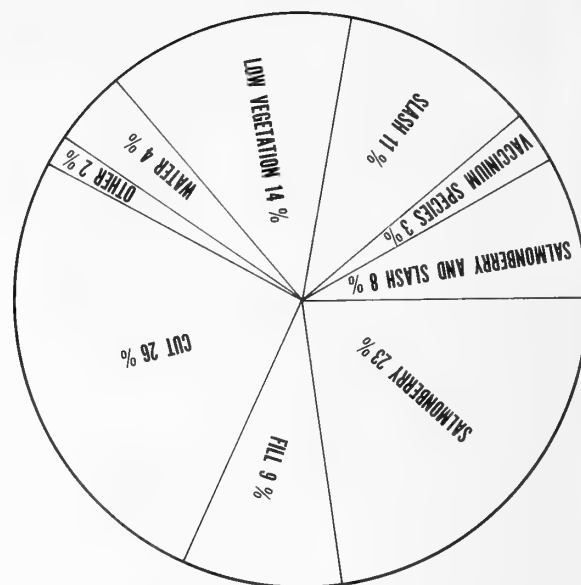 LOW VEGETATION 14 %
SLASH 11 %
VACCINIUM SPECIES 3 %
SALMONBERRY AND SLASH 8 %
SALMONBERRY 23 %
FILL 9 %
CUT 26 %
OTHER 2 %
WATER 4 %